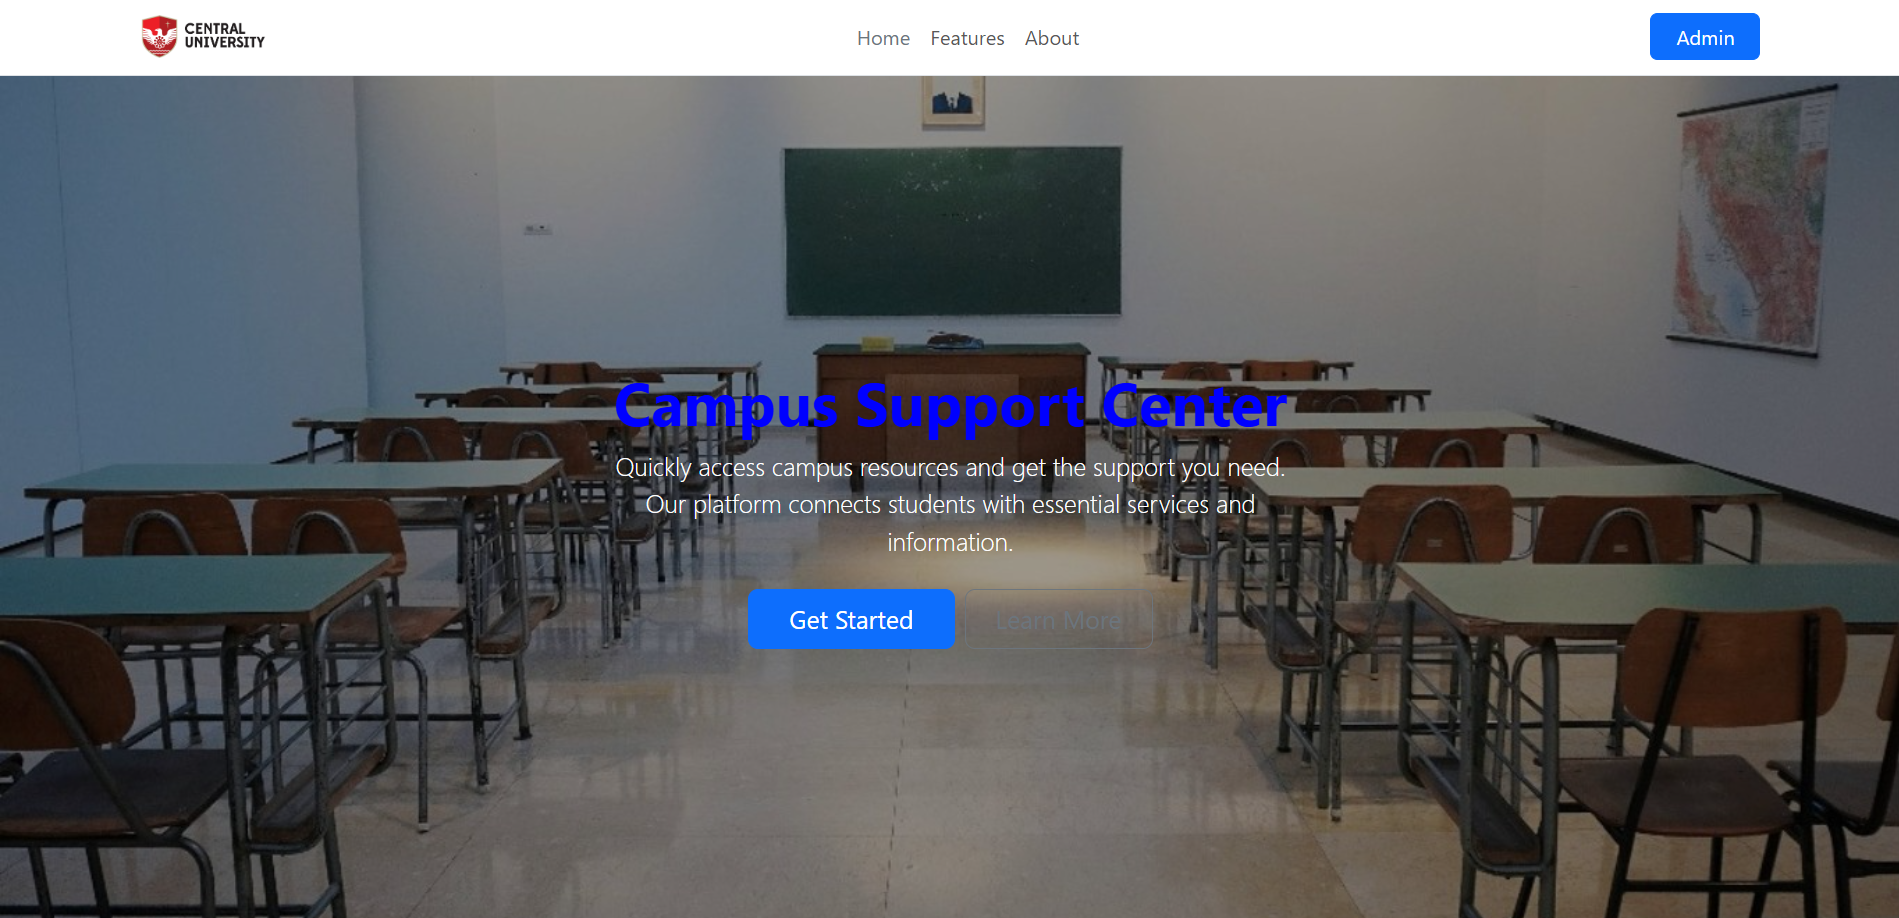 CENTRAL
UNIVERSITY
Home Features About
Admin
Campus Support Center
Quickly access campus resources and get the support you need.
Our platform connects students with essential services and
information.
Get Started Learn More